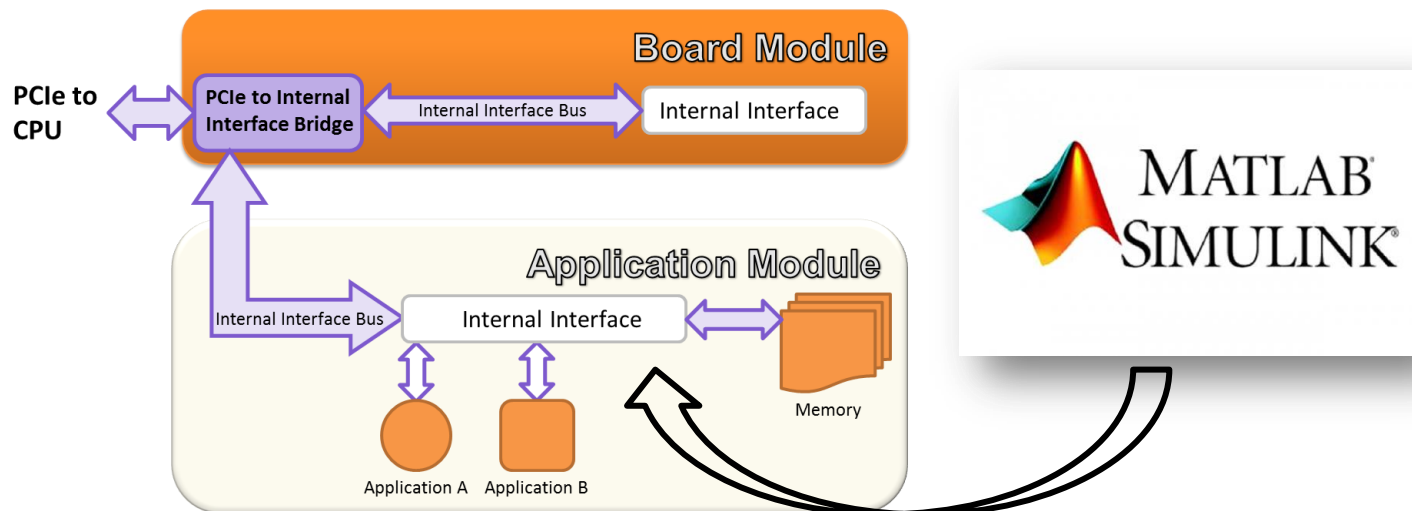 Board Module
PCIe to
CPU
PCIe to Internal
Interface Bridge
Internal Interface Bus
Internal Interface
MATLAB®
SIMULINK®
Application Module
Internal Interface Bus
Internal Interface
Memory
Application A
Application B